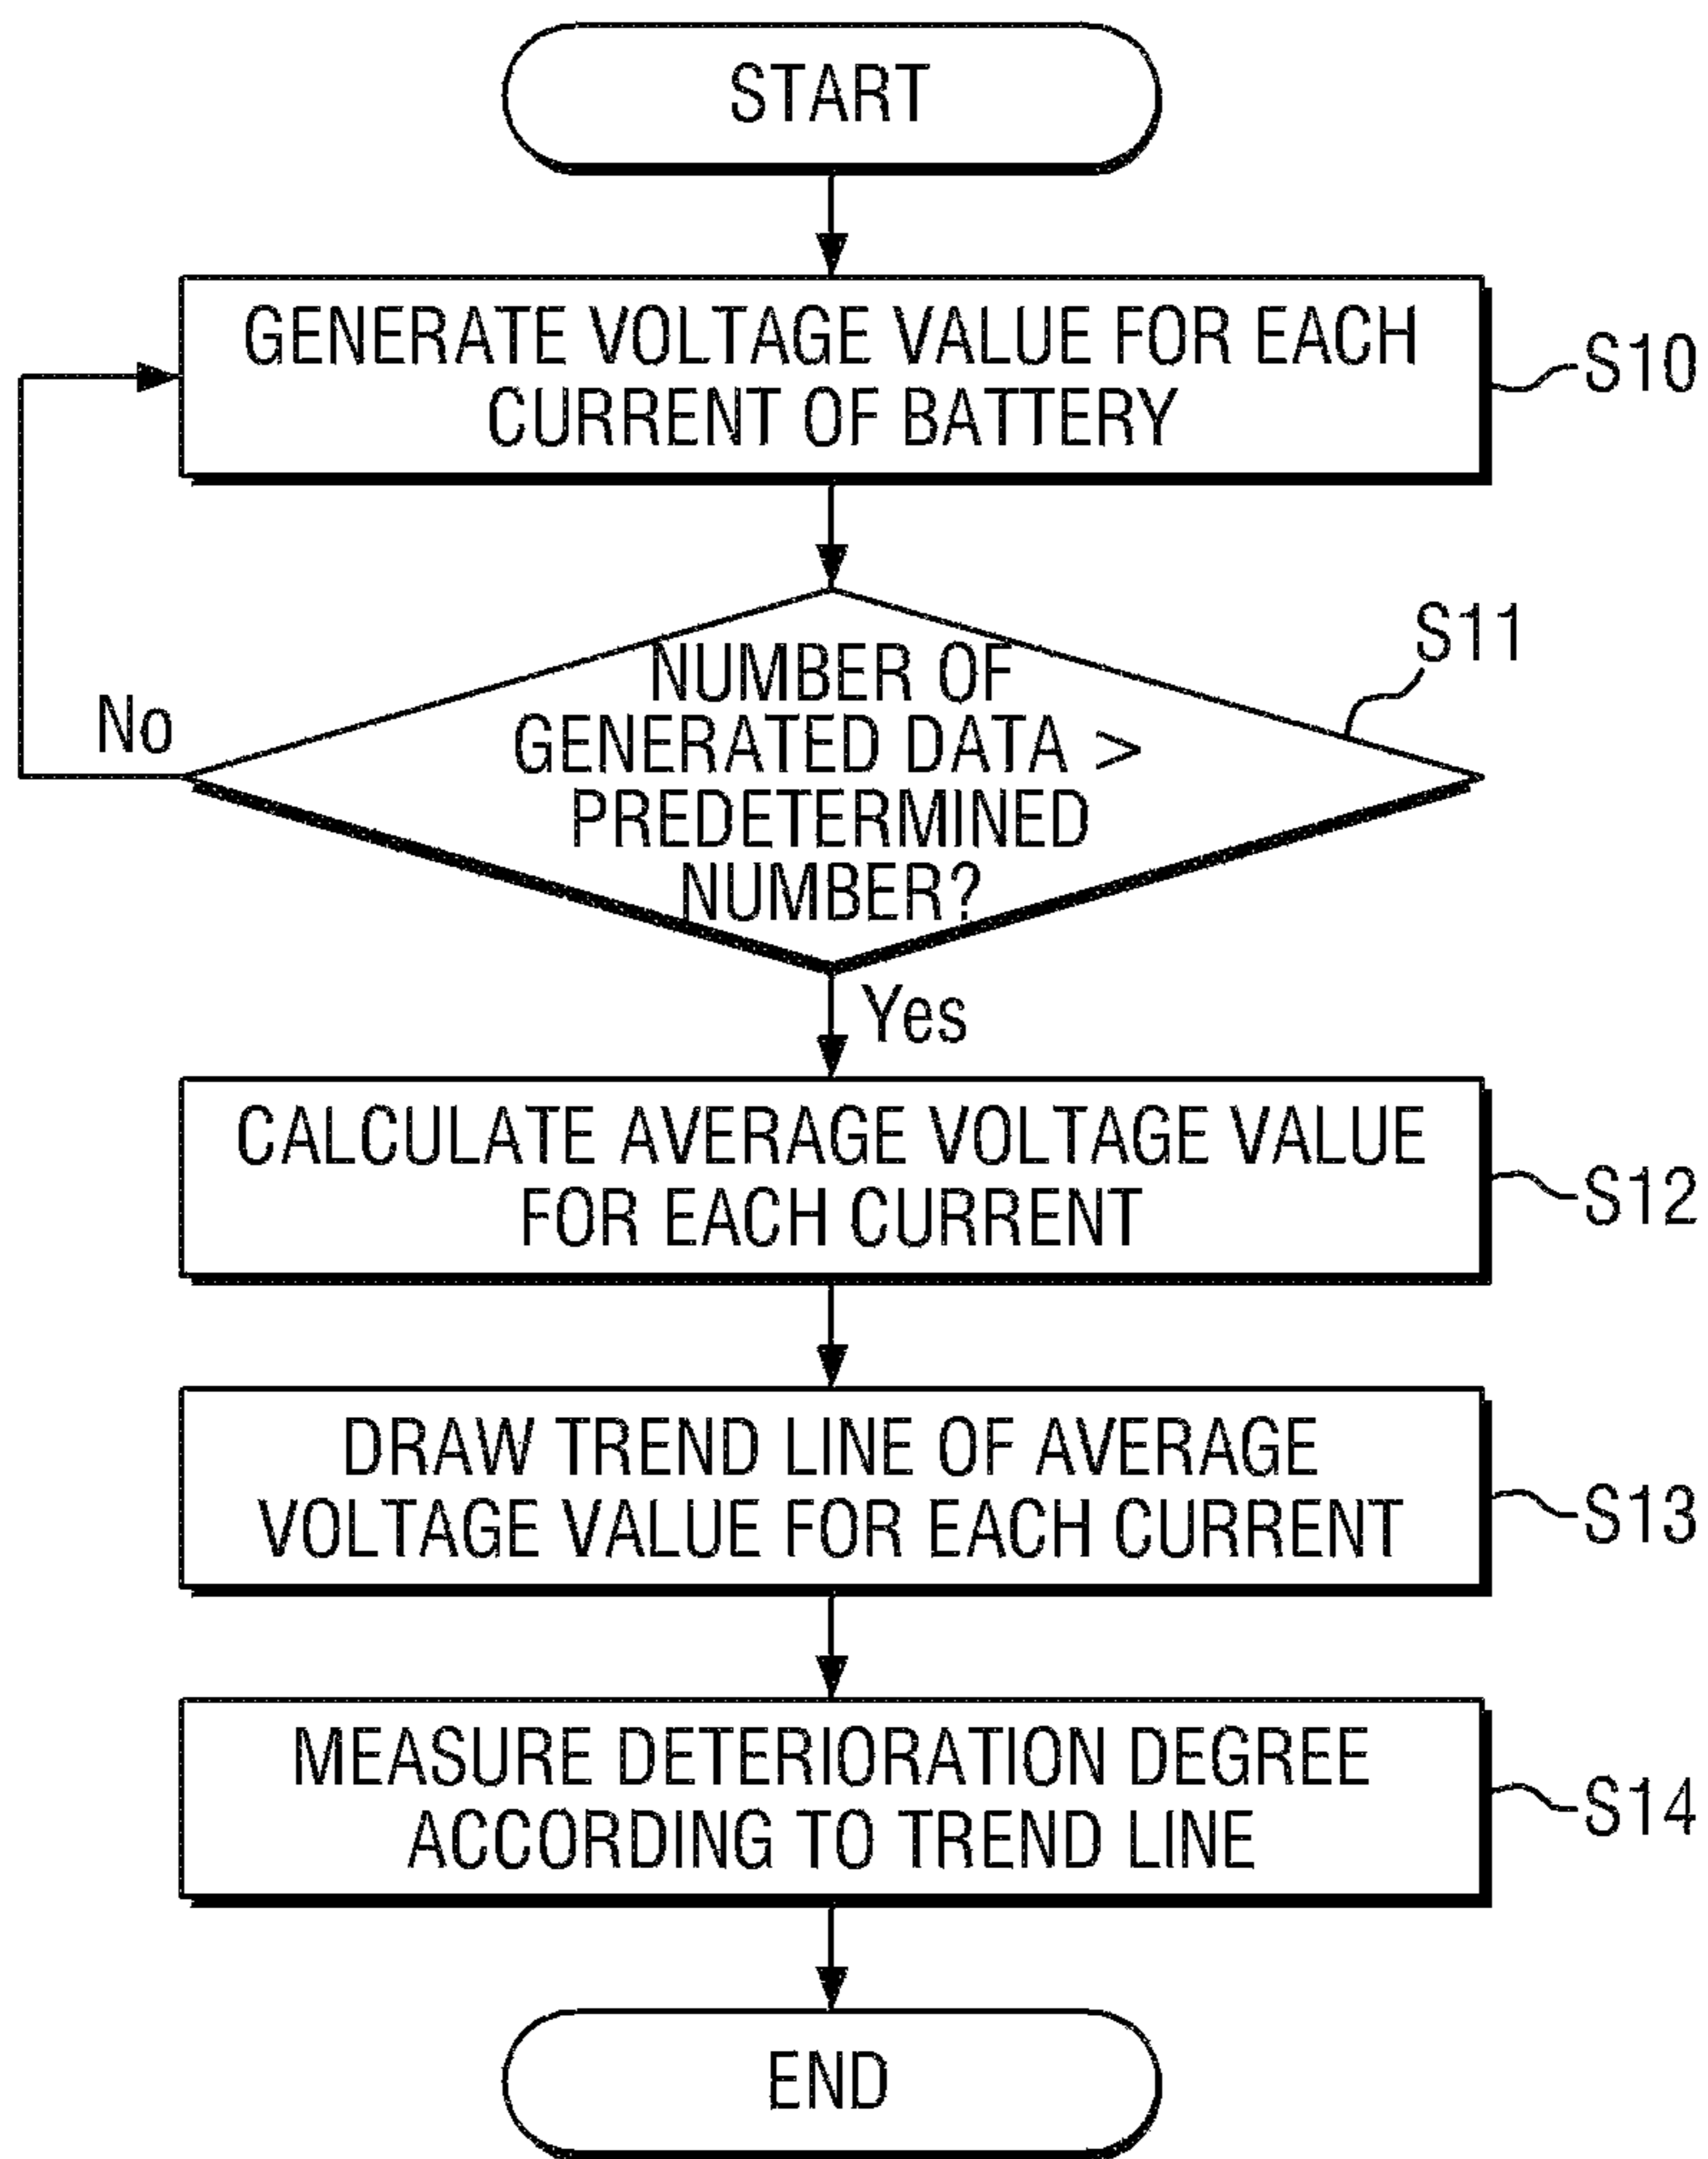 START
GENERATE VOLTAGE VALUE FOR EACH
CURRENT OF BATTERY
S10
S11
NUMBER OF
GENERATED DATA >
PREDETERMINED
NUMBER?
No
Yes
CALCULATE AVERAGE VOLTAGE VALUE
FOR EACH CURRENT
S12
DRAW TREND LINE OF AVERAGE
VOLTAGE VALUE FOR EACH CURRENT
S13
MEASURE DETERIORATION DEGREE
ACCORDING TO TREND LINE
S14
END